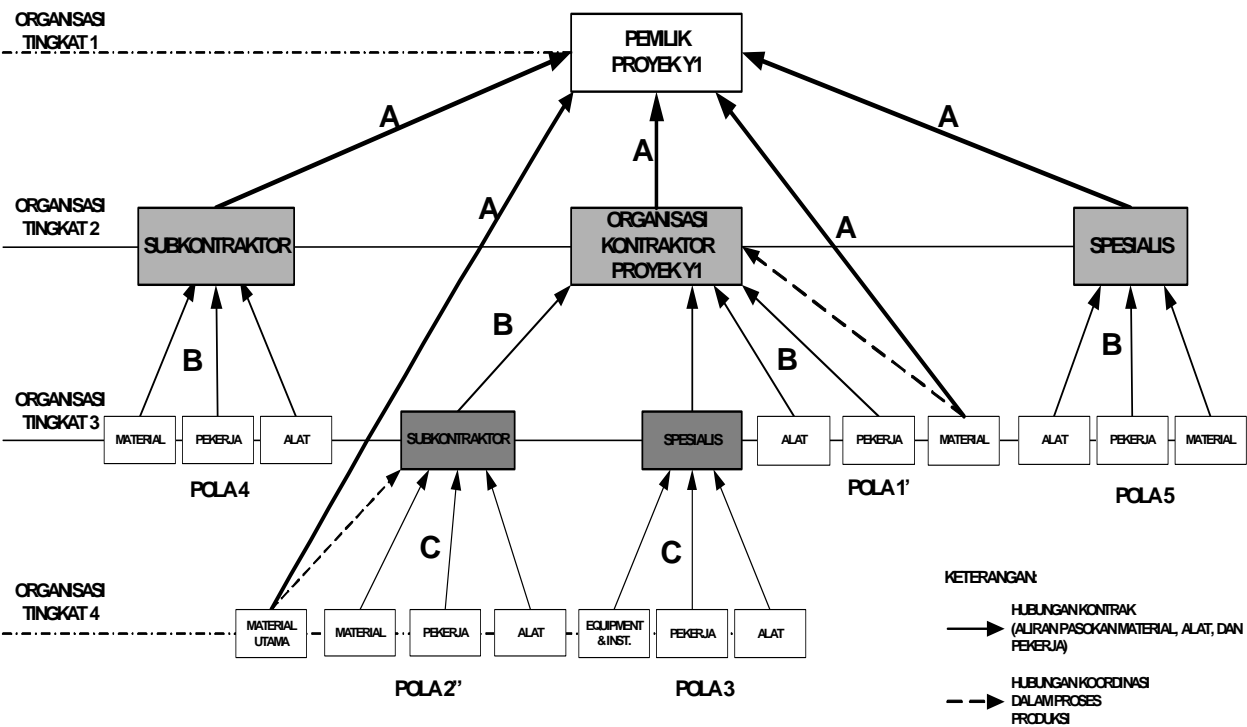 ORGANISASI
TINGKAT 1
PEMILIK
PROYEK Y1
A
A
A
A
A
ORGANISASI
TINGKAT 2
SUBKONTRAKTOR
ORGANISASI
KONTRAKTOR
PROYEK Y1
SPESIALIS
B
B
B
B
ORGANISASI
TINGKAT 3
MATERIAL
PEKERJA
ALAT
SUBKONTRAKTOR
SPESIALIS
ALAT
PEKERJA
MATERIAL
ALAT
PEKERJA
MATERIAL
POLA 4
POLA 1’
POLA 5
C
C
ORGANISASI
TINGKAT 4
MATERIAL
UTAMA
MATERIAL
PEKERJA
ALAT
EQUIPMENT
& INST.
PEKERJA
ALAT
POLA 2’’
POLA 3
KETERANGAN:
HUBUNGAN KONTRAK
(ALIRAN PASOKAN MATERIAL, ALAT, DAN
PEKERJA)
HUBUNGAN KOORDINASI
DALAM PROSES
PRODUKSI